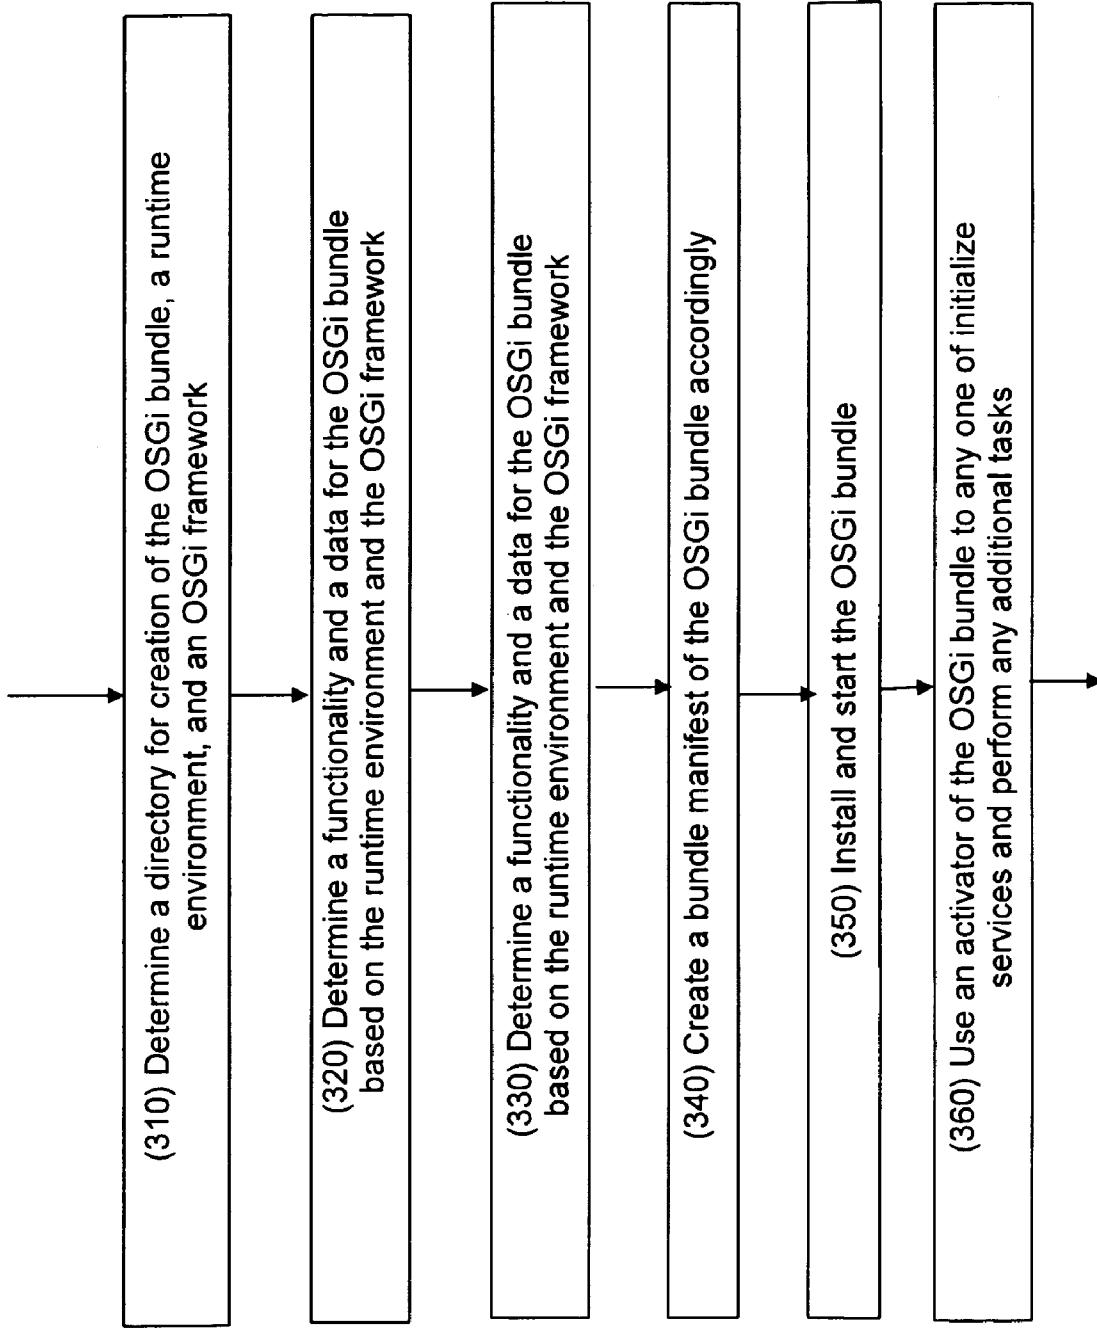 (310) Determine a directory for creation of the OSGi bundle, a runtime
environment, and an OSGi framework
(320) Determine a functionality and a data for the OSGi bundle
based on the runtime environment and the OSGi framework
(330) Determine a functionality and a data for the OSGi bundle
based on the runtime environment and the OSGi framework
(340) Create a bundle manifest of the OSGi bundle accordingly
(350) Install and start the OSGi bundle
(360) Use an activator of the OSGi bundle to any one of initialize
services and perform any additional tasks